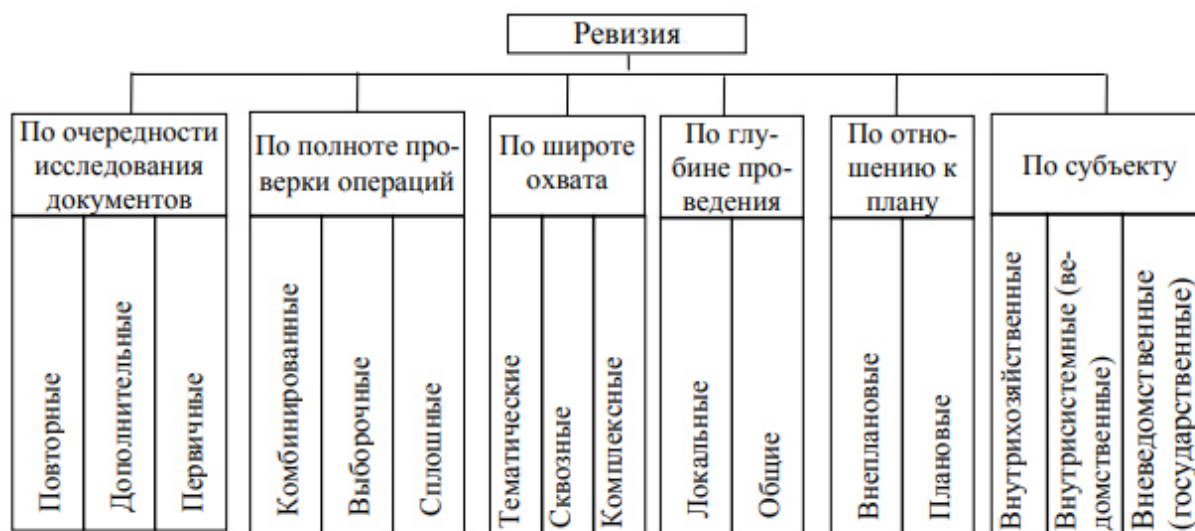 Ревизия
По очередности
исследования
документов
По полноте про-
верки операций
По широте
охвата
По глу-
бине про-
ведения
По отно-
шению к
плану
По субъекту
Повторные
Дополнительные
Первичные
Комбинированные
Выборочные
Сплошные
Тематические
Сквозные
Комплексные
Локальные
Общие
Внеплановые
Плановые
Внутрихозяйственные
Внутрисистемные (ве-
домственные)
Вневедомственные
(государственные)